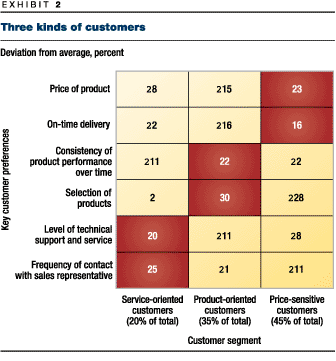 EXHIBIT 2
Three kinds of customers
Deviation from average, percent
Key customer preferences
Price of product 28 215 23
On-time delivery 22 216 16
Consistency of
product performance
over time 211 22 22
Selection of
products 2 30 228
Level of technical
support and service 20 211 28
Frequency of contact
with sales representative 25 21 211
Service-oriented Product-oriented Price-sensitive
customers customers customers
(20% of total) (35% of total) (45% of total)
Customer segment